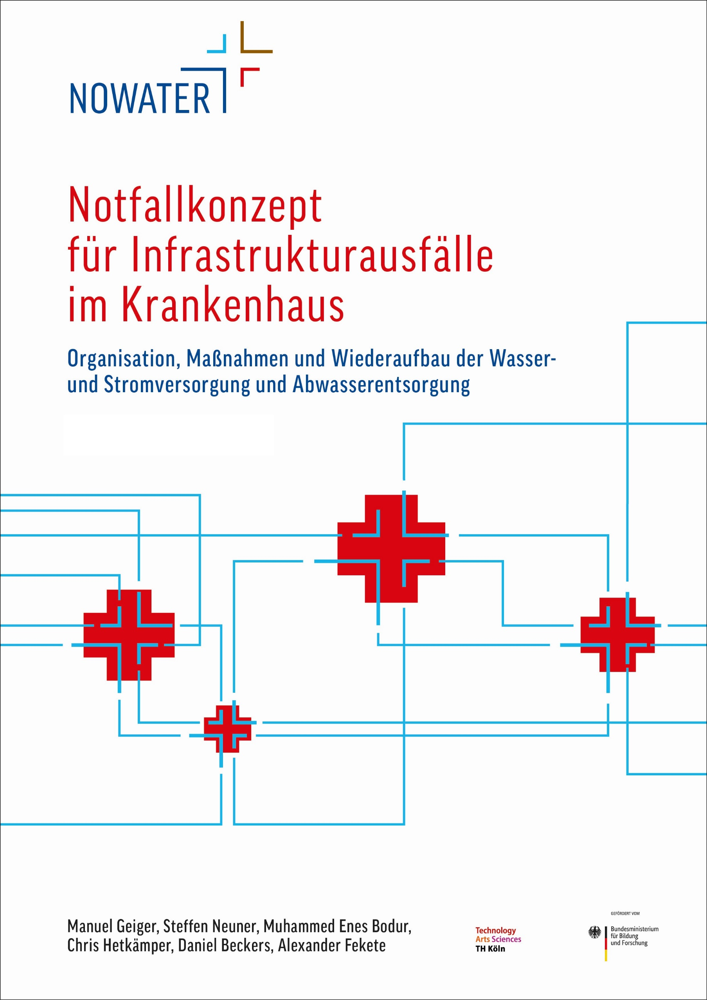 NOWATER
Notfallkonzept
für Infrastrukturausfälle
im Krankenhaus
Organisation, Maßnahmen und Wiederaufbau der Wasser-
und Stromversorgung und Abwasserentsorgung
Manuel Geiger, Steffen Neuner, Muhammed Enes Bodur,
Chris Hetkämper, Daniel Beckers, Alexander Fekete
Technology
Arts Sciences
TH Köln
GEFÖRDERT VOM
Bundesministerium
für Bildung
und Forschung